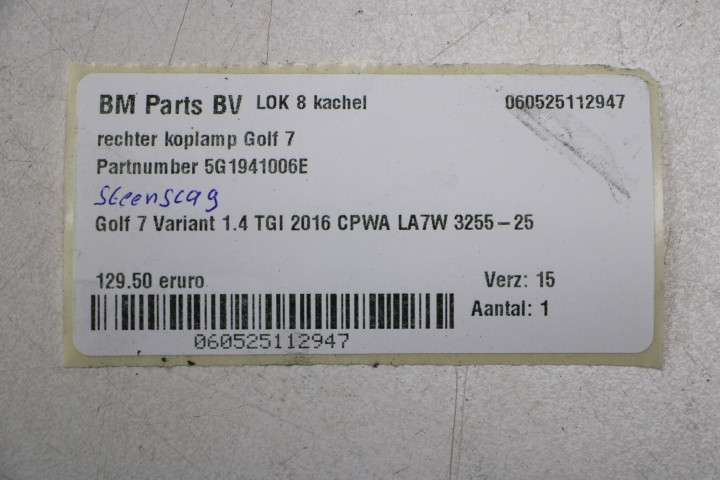 BM Parts BV LOK 8 kachel 060525112947
rechter koplamp Golf 7
Partnumber 5G1941006E
Steenslag
Golf 7 Variant 1.4 TGI 2016 CPWA LA7W 3255-25
129.50 eruro Verz: 15
Aantal: 1
060525112947